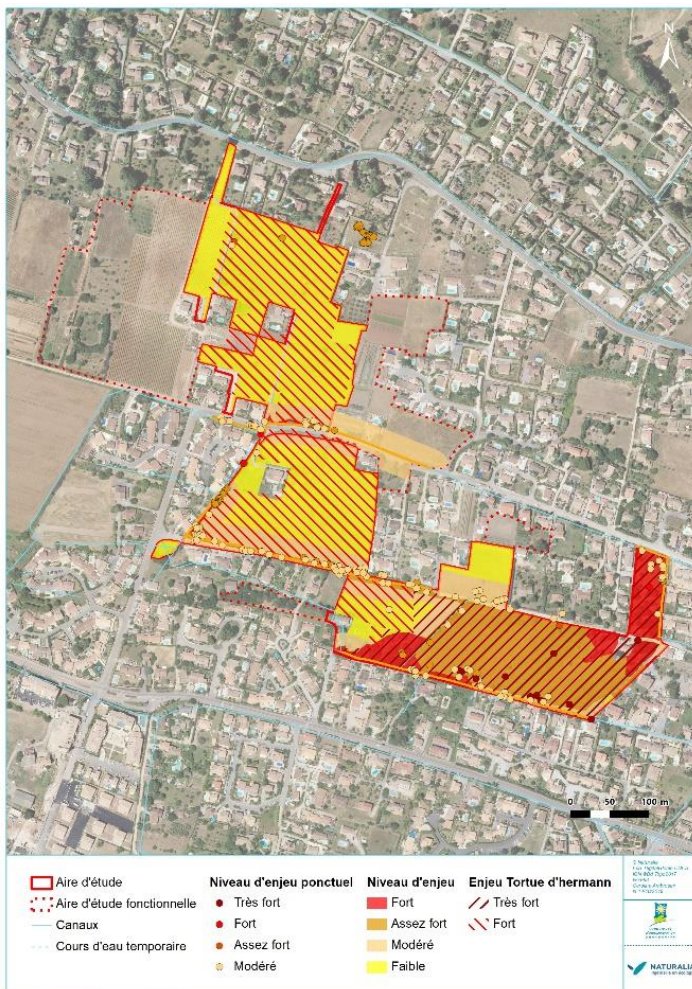 N
0 50 100 m
Aire d'étude
Aire d'étude fonctionnelle
Canaux
Cours d'eau temporaire
Niveau d'enjeu ponctuel
Très fort
Fort
Assez fort
Modéré
Niveau d'enjeu
Fort
Assez fort
Modéré
Faible
Enjeu Tortue d'hermann
Très fort
Fort
NATURALIA